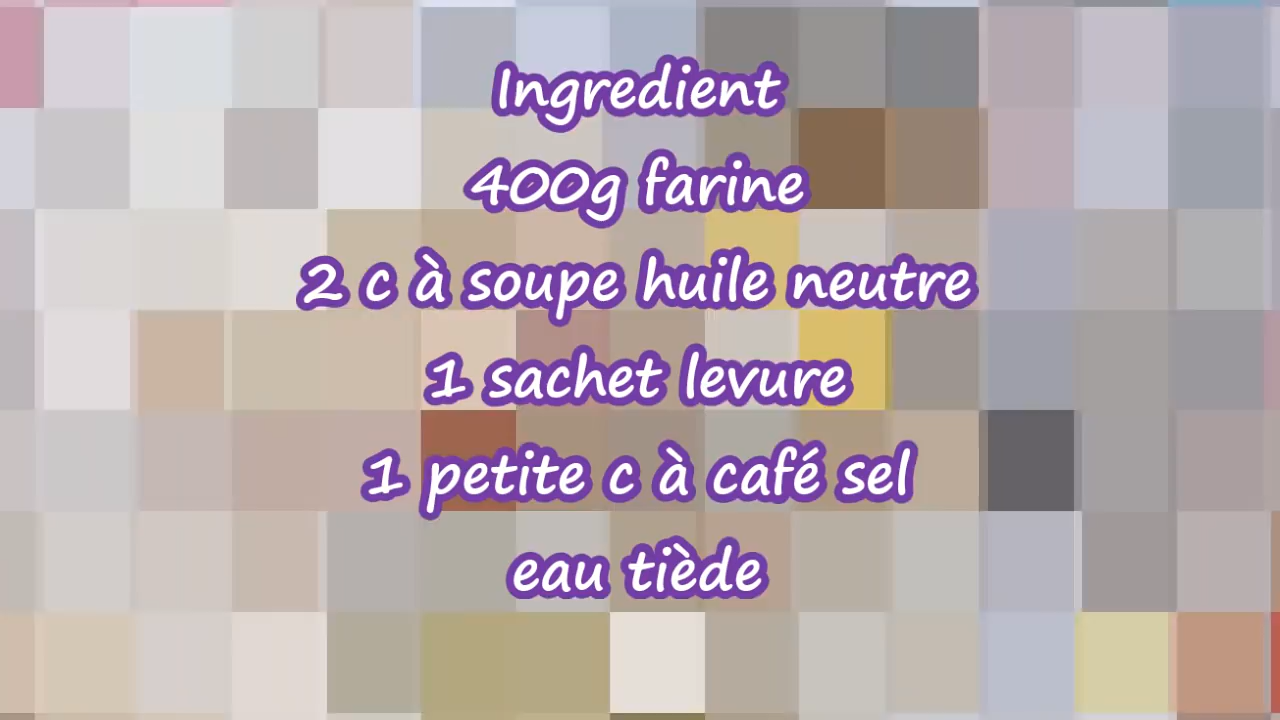 Ingredient
400g farine
2 c à soupe huile neutre
1 sachet levure
1 petite c à café sel
eau tiède